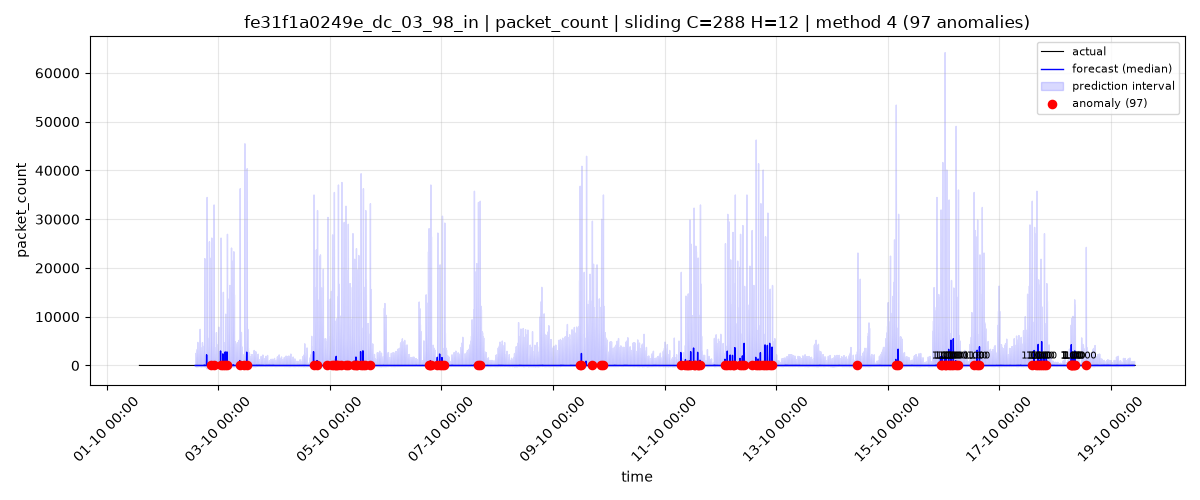 fe31f1a0249e_dc_03_98_in | packet_count | sliding C=288 H=12 | method 4 (97 anomalies)
actual
forecast (median)
prediction interval
anomaly (97)
packet_count
60000
50000
40000
30000
20000
10000
0
01-10 00:00
03-10 00:00
05-10 00:00
07-10 00:00
09-10 00:00
11-10 00:00
13-10 00:00
15-10 00:00
17-10 00:00
19-10 00:00
time